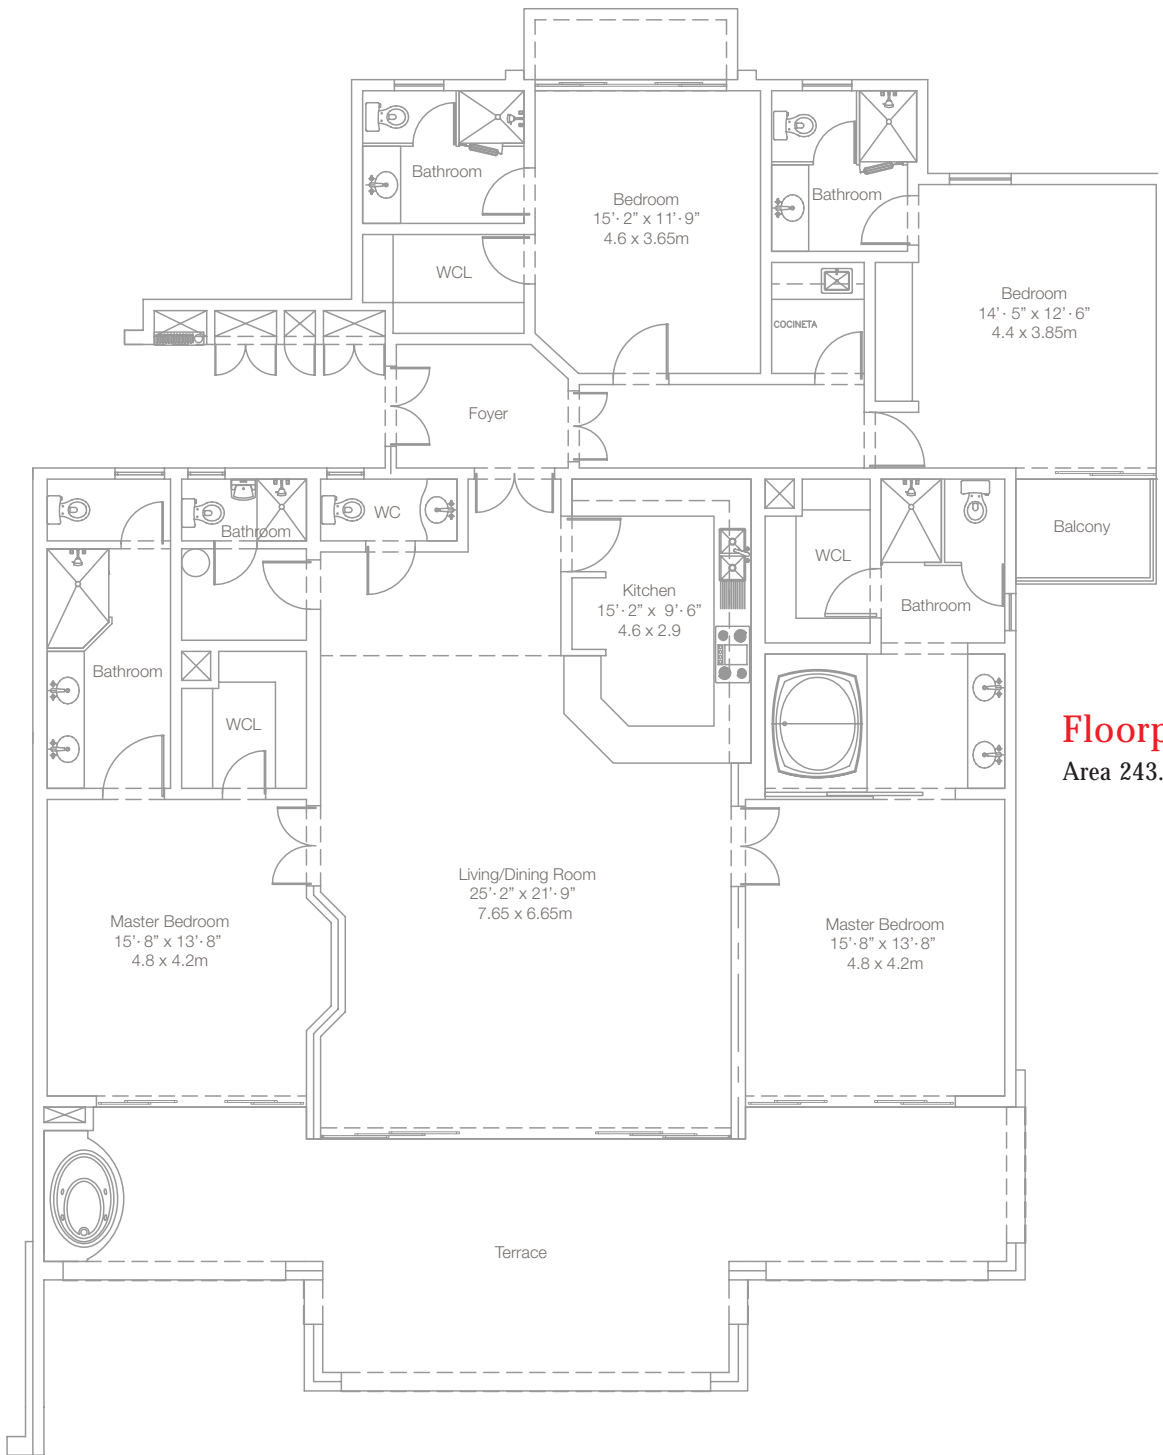 Bathroom
Bedroom
15'· 2" x 11'· 9"
4.6 x 3.65m
Bathroom
WCL
Bedroom
14'· 5" x 12'· 6"
4.4 x 3.85m
COCINETA
Foyer
Bathroom
WC
Kitchen
15'· 2" x 9'· 6"
4.6 x 2.9
WCL
Bathroom
Balcony
Bathroom
WCL
Floorp
Area 243.
Living/Dining Room
25'· 2" x 21'· 9"
7.65 x 6.65m
Master Bedroom
15'· 8" x 13'· 8"
4.8 x 4.2m
Master Bedroom
15'· 8" x 13'· 8"
4.8 x 4.2m
Terrace